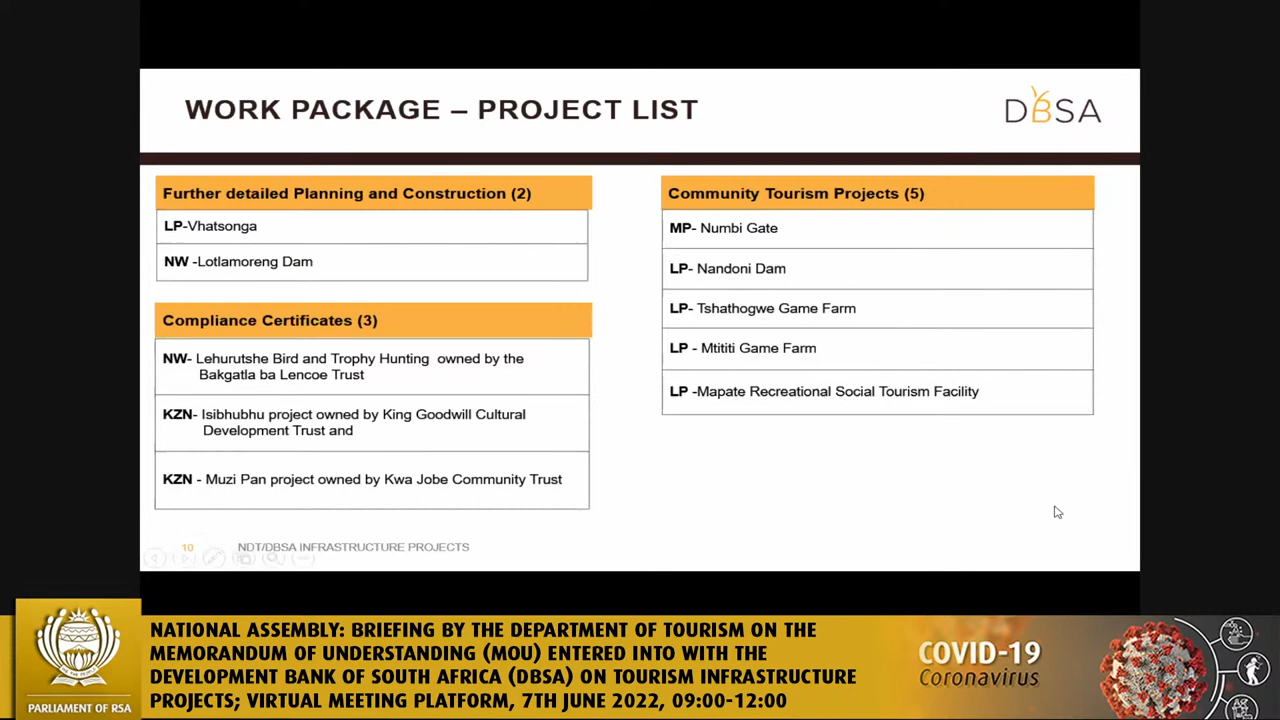 WORK PACKAGE – PROJECT LIST
DBSA
Further detailed Planning and Construction (2)
LP-Vhatsonga
NW -Lotlamoreng Dam
Compliance Certificates (3)
NW- Lehurutshe Bird and Trophy Hunting owned by the
Bakgatla ba Lencoe Trust
KZN- Isibhubhu project owned by King Goodwill Cultural
Development Trust and
KZN - Muzi Pan project owned by Kwa Jobe Community Trust
Community Tourism Projects (5)
MP- Numbi Gate
LP- Nandoni Dam
LP- Tshathogwe Game Farm
LP - Mtititi Game Farm
LP -Mapate Recreational Social Tourism Facility
10 NDT/DBSA INFRASTRUCTURE PROJECTS
PARLIAMENT OF RSA
NATIONAL ASSEMBLY: BRIEFING BY THE DEPARTMENT OF TOURISM ON THE
MEMORANDUM OF UNDERSTANDING (MOU) ENTERED INTO WITH THE
DEVELOPMENT BANK OF SOUTH AFRICA (DBSA) ON TOURISM INFRASTRUCTURE
PROJECTS; VIRTUAL MEETING PLATFORM, 7TH JUNE 2022, 09:00-12:00
COVID-19
Coronavirus